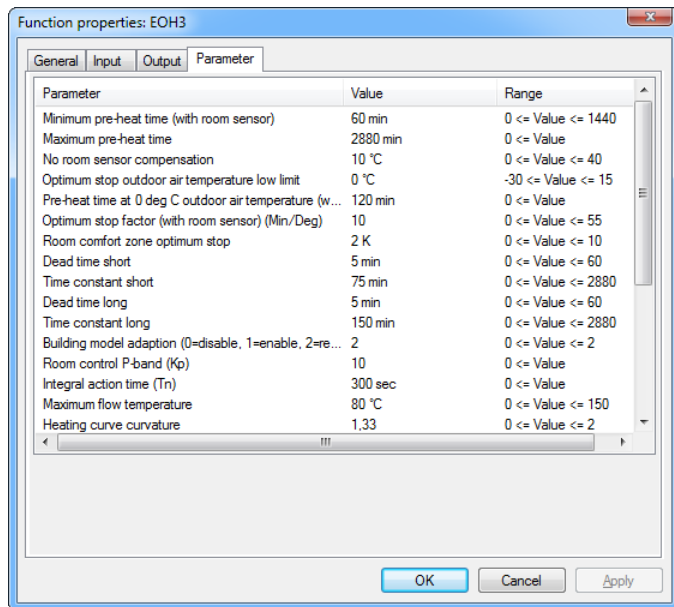 Function properties: EOH3
General Input Output Parameter
Parameter Value Range
Minimum pre-heat time (with room sensor) 60 min 0 <= Value <= 1440
Maximum pre-heat time 2880 min 0 <= Value
No room sensor compensation 10 °C 0 <= Value <= 40
Optimum stop outdoor air temperature low limit 0 °C -30 <= Value <= 15
Pre-heat time at 0 deg C outdoor air temperature (w... 120 min 0 <= Value
Optimum stop factor (with room sensor) (Min/Deg) 10 0 <= Value <= 55
Room comfort zone optimum stop 2 K 0 <= Value <= 10
Dead time short 5 min 0 <= Value <= 60
Time constant short 75 min 0 <= Value <= 2880
Dead time long 5 min 0 <= Value <= 60
Time constant long 150 min 0 <= Value <= 2880
Building model adaption (0=disable, 1=enable, 2=re... 2 0 <= Value <= 2
Room control P-band (Kp) 10 0 <= Value
Integral action time (Tn) 300 sec 0 <= Value
Maximum flow temperature 80 °C 0 <= Value <= 150
Heating curve curvature 1,33 0 <= Value <= 2
OK Cancel Apply